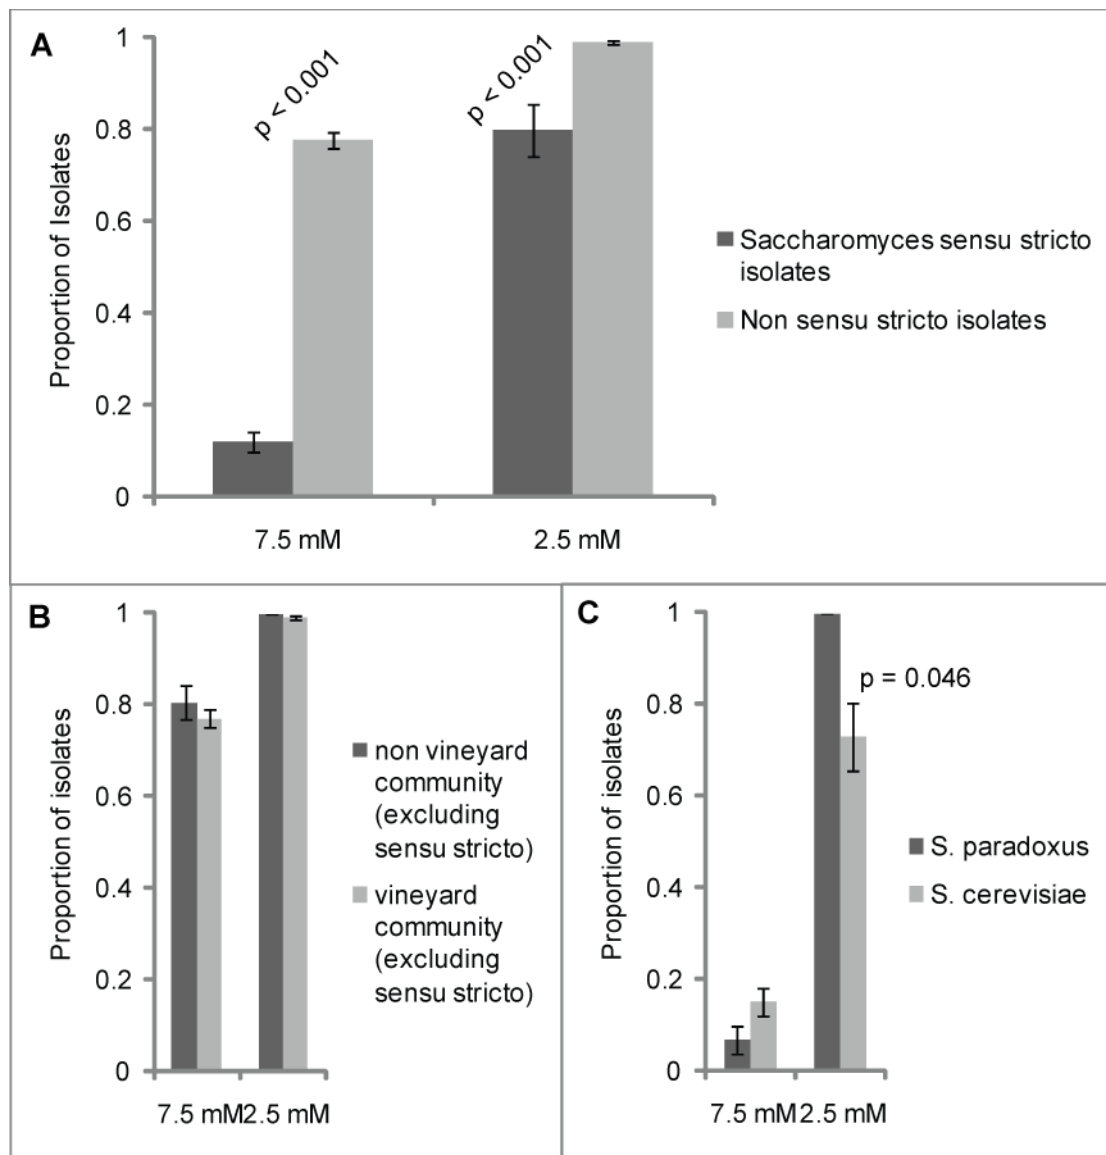 A
Proportion of Isolates
1
0.8
0.6
0.4
0.2
0
p < 0.001
p < 0.001
7.5 mM
2.5 mM
Saccharomyces sensu stricto
isolates
Non sensu stricto isolates
B
Proportion of isolates
1
0.8
0.6
0.4
0.2
0
7.5 mM
2.5 mM
non vineyard
community
(excluding
sensu stricto)
vineyard
community
(excluding
sensu stricto)
C
Proportion of isolates
1
0.8
0.6
0.4
0.2
0
p = 0.046
7.5 mM
2.5 mM
S. paradoxus
S. cerevisiae